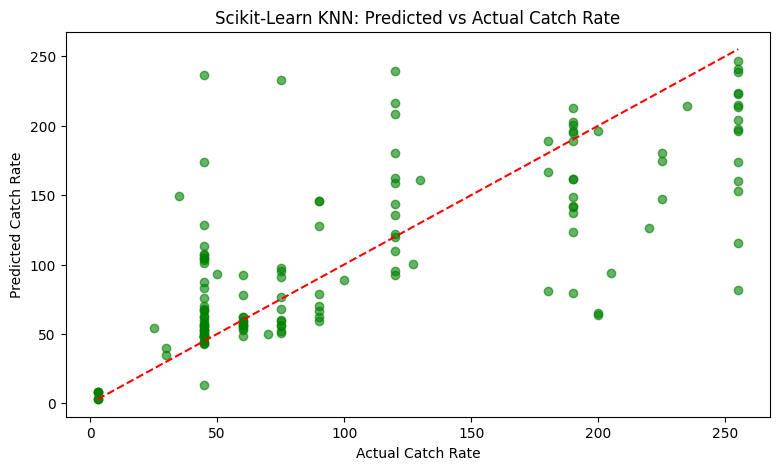 Scikit-Learn KNN: Predicted vs Actual Catch Rate
250
200
150
100
50
0
Predicted Catch Rate
0 50 100 150 200 250
Actual Catch Rate